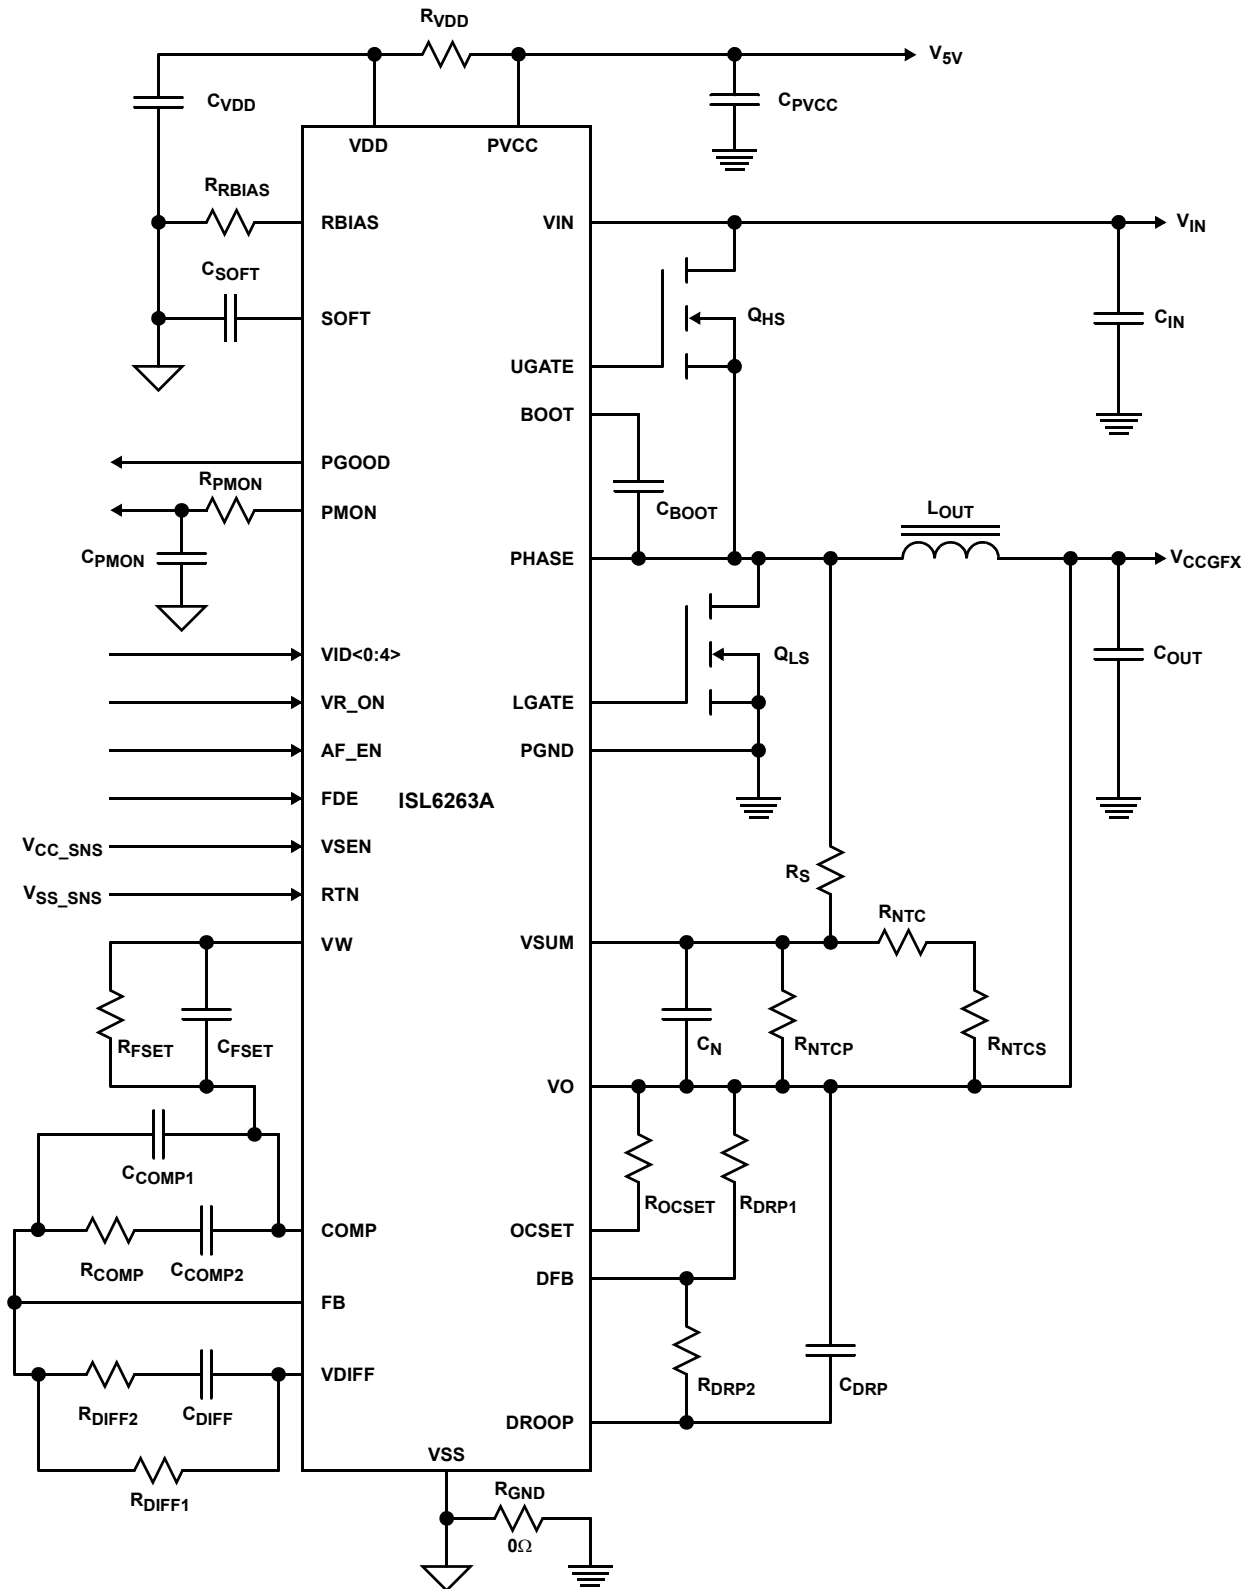 RVDD
V5V
CVDD
CPVCC
VDD
PVCC
RRBIAS
RBIAS
VIN
VIN
CSOFT
SOFT
QHS
CIN
UGATE
BOOT
PGOOD
RPMON
PMON
CBOOT
LOUT
CPMON
PHASE
VCCGFX
VID<0:4>
QLS
COUT
VR_ON
LGATE
AF_EN
PGND
FDE
ISL6263A
VCC_SNS
VSEN
RS
VSS_SNS
RTN
RNTC
VW
VSUM
RFSET
CFSET
CN
RNTCP
RNTCS
VO
CCOMP1
ROCSET
RDRP1
COMP
OCSET
RCOMP
CCOMP2
DFB
FB
VDIFF
RDRP2
CDRP
RDIFF2
CDIFF
DROOP
VSS
RDIFF1
RGND
0Ω